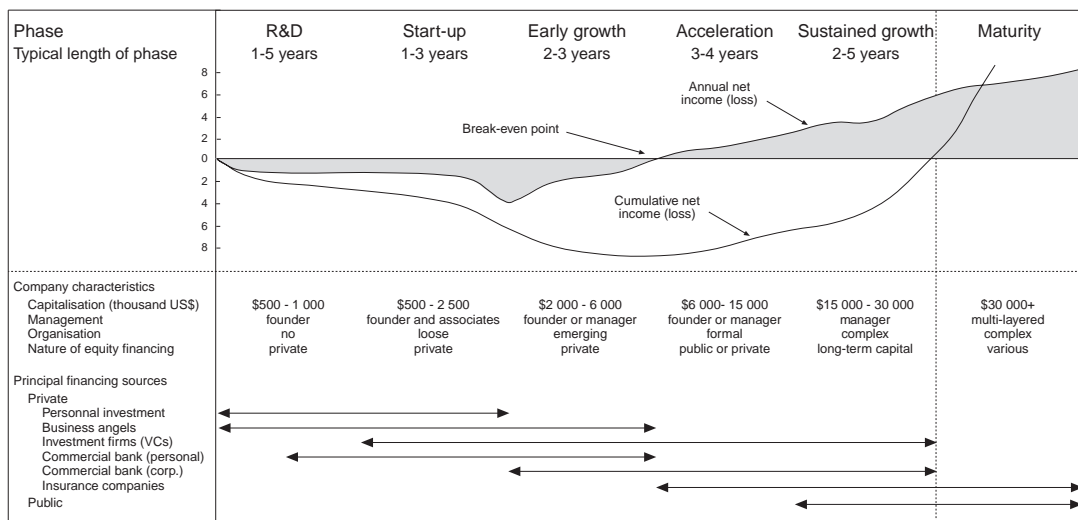 Phase R&D Start-up Early growth Acceleration Sustained growth Maturity
Typical length of phase 1-5 years 1-3 years 2-3 years 3-4 years 2-5 years
8
Annual net
income (loss)
6
4
Break-even point
2
0
2
4
Cumulative net
income (loss)
6
8
Company characteristics
Capitalisation (thousand US$) $500 - 1 000 $500 - 2 500 $2 000 - 6 000 $6 000- 15 000 $15 000 - 30 000 $30 000+
Management founder founder and associates founder or manager founder or manager manager multi-layered
Organisation no loose emerging formal complex complex
Nature of equity financing private private private public or private long-term capital various
Principal financing sources
Private
Personnal investment
Business angels
Investment firms (VCs)
Commercial bank (personal)
Commercial bank (corp.)
Insurance companies
Public